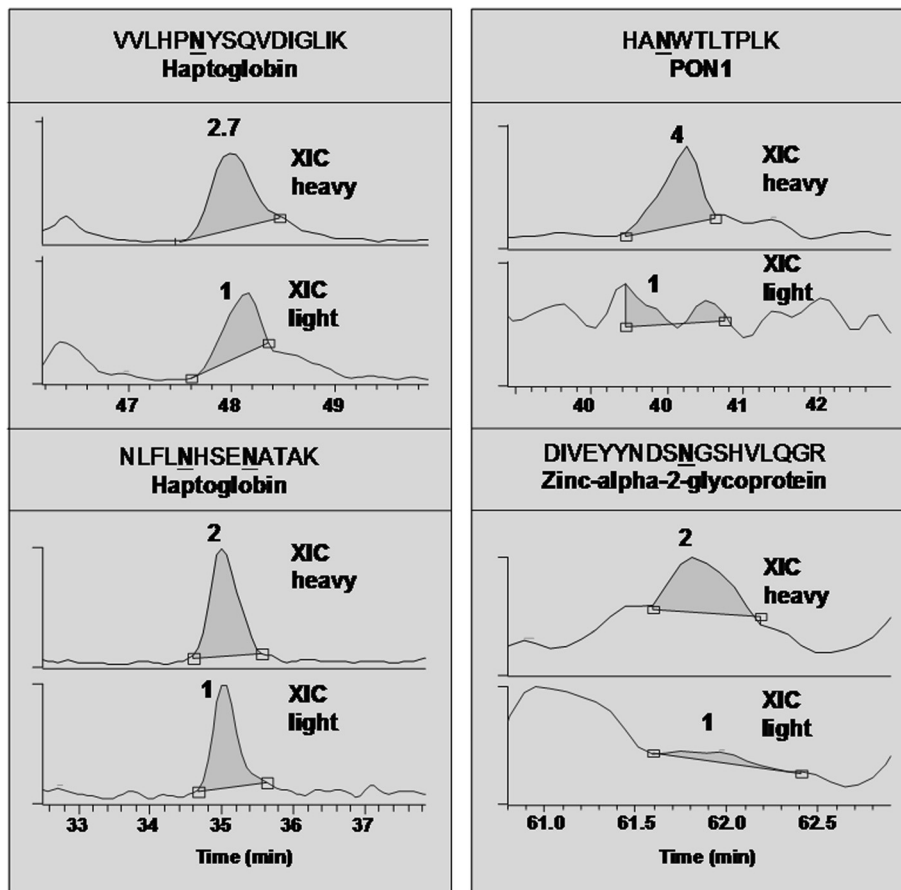 VVLHPNYSQVDIGLIK
Haptoglobin
2.7
XIC
heavy
1
XIC
light
47
48
49
HANWTLTPLK
PON1
4
XIC
heavy
1
XIC
light
40
40
41
42
NLFLNHSENATAK
Haptoglobin
2
XIC
heavy
1
XIC
light
33
34
35
36
37
Time (min)
DIVEYYNDSNGSHVLQGR
Zinc-alpha-2-glycoprotein
2
XIC
heavy
1
XIC
light
61.0
61.5
62.0
62.5
Time (min)